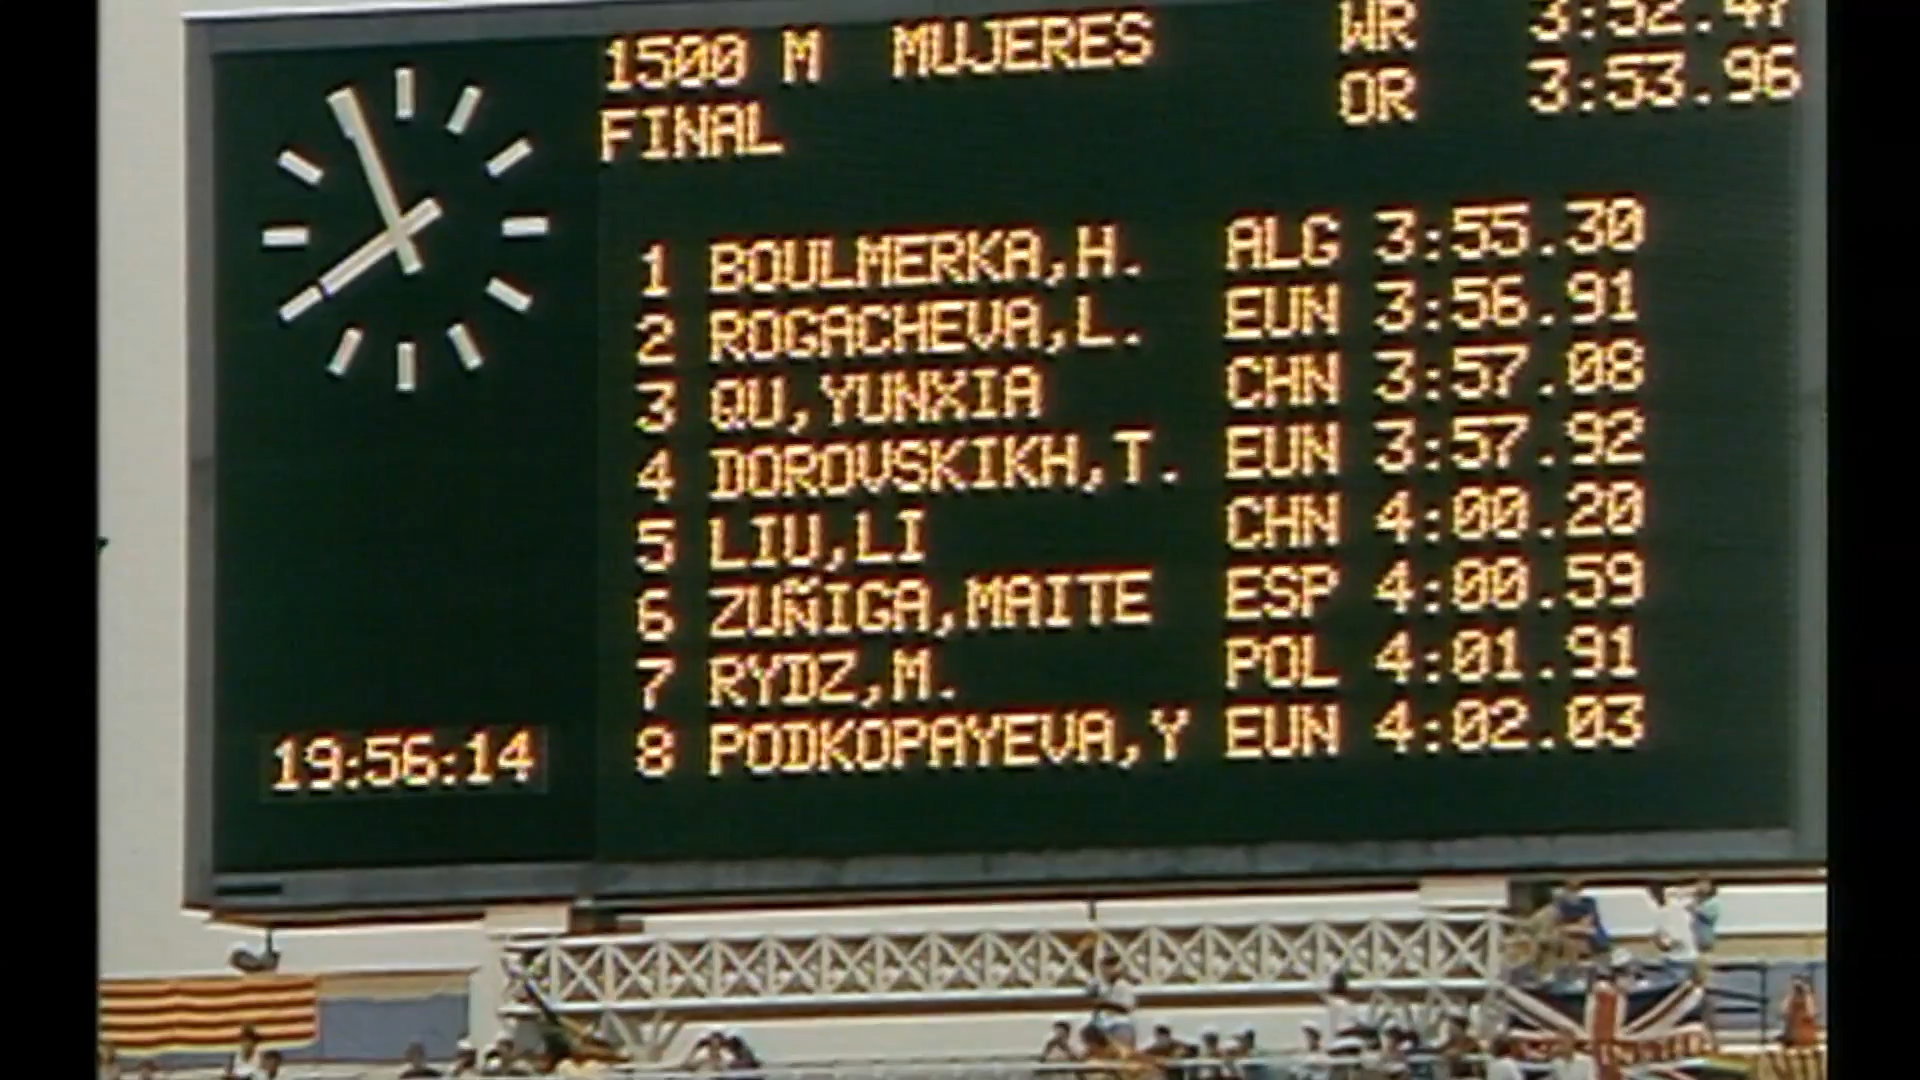 1500 M MUJERES WR 3:52.47
FINAL OR 3:53.96
1 BOULMERKA,H. ALG 3:55.30
2 ROGACHEVA,L. EUN 3:56.91
3 QU,YUNXIA CHN 3:57.08
4 DOROVSKIKH,T. EUN 3:57.92
5 LIU,LI CHN 4:00.20
6 ZUÑIGA,MAITE ESP 4:00.59
7 RYDZ,M. POL 4:01.91
8 PODKOPAYEVA,Y EUN 4:02.03
19:56:14